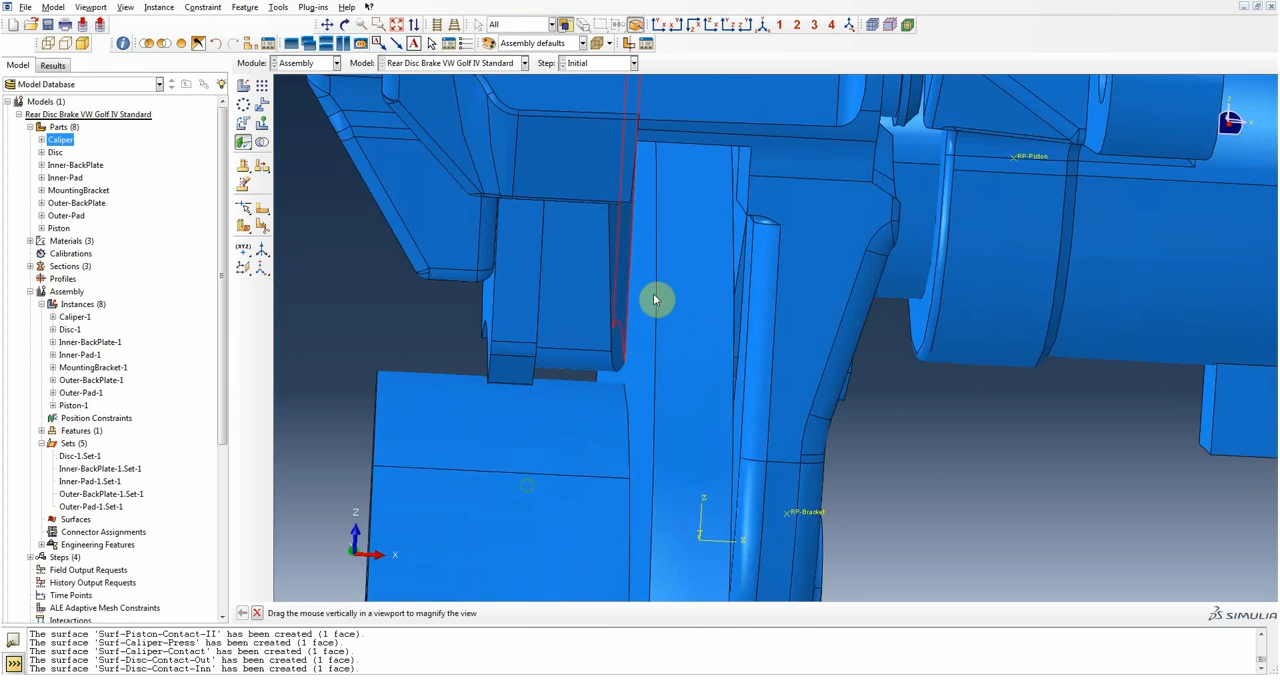 File Model Viewport View Instance Constraint Feature Tools Plug-ins Help
All
1 2 3 4
A
Assembly defaults
Model Results
Module: Assembly Model: Rear Disc Brake VW Golf IV Standard Step: Initial
Model Database
Models (1)
Rear Disc Brake VW Golf IV Standard
Parts (8)
Caliper
Disc
Inner-BackPlate
Inner-Pad
MountingBracket
Outer-BackPlate
Outer-Pad
Piston
Materials (3)
Calibrations
Sections (3)
Profiles
Assembly
Instances (8)
Caliper-1
Disc-1
Inner-BackPlate-1
Inner-Pad-1
MountingBracket-1
Outer-BackPlate-1
Outer-Pad-1
Piston-1
Position Constraints
Features (1)
Sets (5)
Disc-1.Set-1
Inner-BackPlate-1.Set-1
Inner-Pad-1.Set-1
Outer-BackPlate-1.Set-1
Outer-Pad-1.Set-1
Surfaces
Connector Assignments
Engineering Features
Steps (4)
Field Output Requests
History Output Requests
Time Points
ALE Adaptive Mesh Constraints
Interactions
(XYZ)
RP-Piston
RP-Bracket
Z
X
Drag the mouse vertically in a viewport to magnify the view
SIMULIA
The surface 'Surf-Piston-Contact-II' has been created (1 face).
The surface 'Surf-Caliper-Press' has been created (1 face).
The surface 'Surf-Caliper-Contact' has been created (1 face).
The surface 'Surf-Disc-Contact-Out' has been created (1 face).
The surface 'Surf-Disc-Contact-Inn' has been created (1 face).